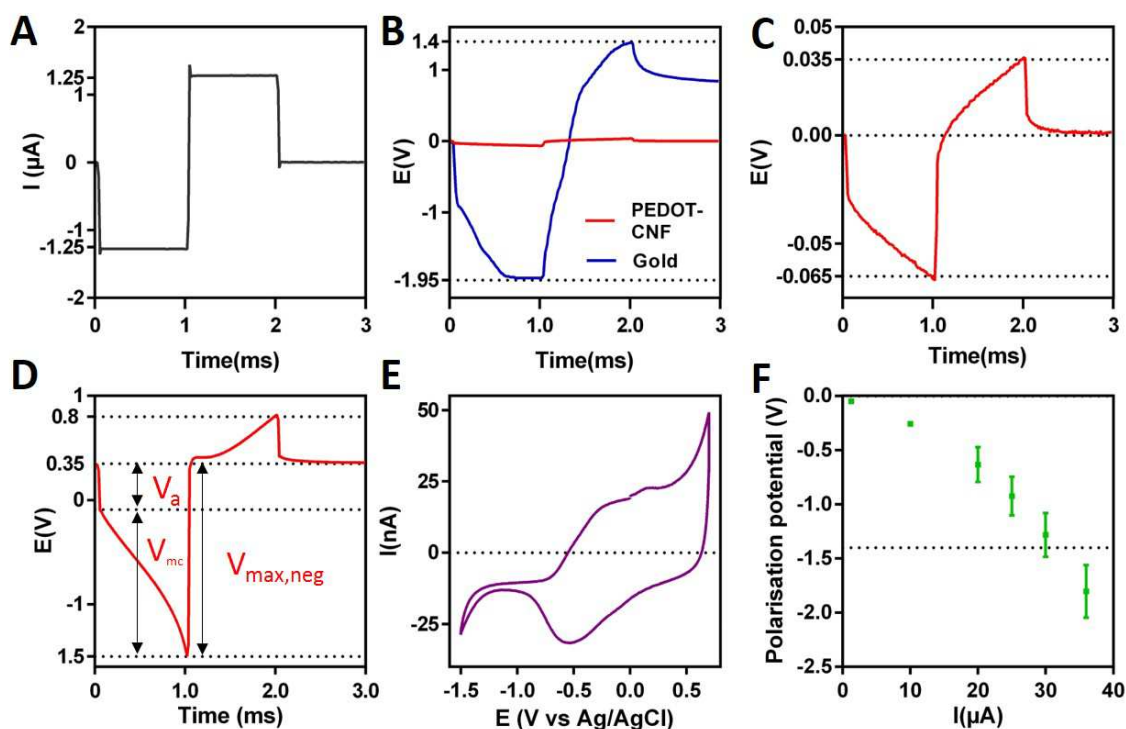 A
I (µA)
2
1.25
0
-1
-1.25
-2
0
1
2
3
Time(ms)
B
E(V)
1.4
1
0
-1
-1.95
PEDOT-
CNF
Gold
0
1.0
2.0
3
Time(ms)
C
E(V)
0.05
0.035
0.00
-0.05
-0.065
0
1.0
2.0
3
Time(ms)
D
E(V)
1
0.8
0.35
0
-1
1.5
Va
Vmc
Vmax,neg
0
1.0
2.0
3
Time (ms)
E
I(nA)
50
25
0
-25
-1.5
-1.0
-0.5
0.0
0.5
E (V vs Ag/AgCl)
F
Polarisation potential (V)
0.0
-0.5
-1.0
-1.5
-2.0
-2.5
0
10
20
30
40
I(µA)